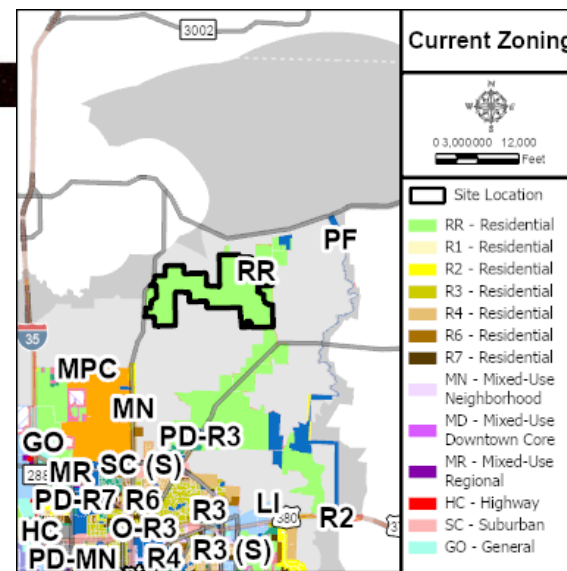 Current Zoning
N
W
E
S
0 3,000000 12,000
Feet
Site Location
RR - Residential
R1 - Residential
R2 - Residential
R3 - Residential
R4 - Residential
R6 - Residential
R7 - Residential
MN - Mixed-Use
Neighborhood
MD - Mixed-Use
Downtown Core
MR - Mixed-Use
Regional
HC - Highway
SC - Suburban
GO - General
3002
PF
RR
35
MPC
MN
PD-R3
GO
SC (S)
288
MR
PD-R7 R6
R3
LI
380
R2
HC
O-R3
R4
R3 (S)
PD-MN